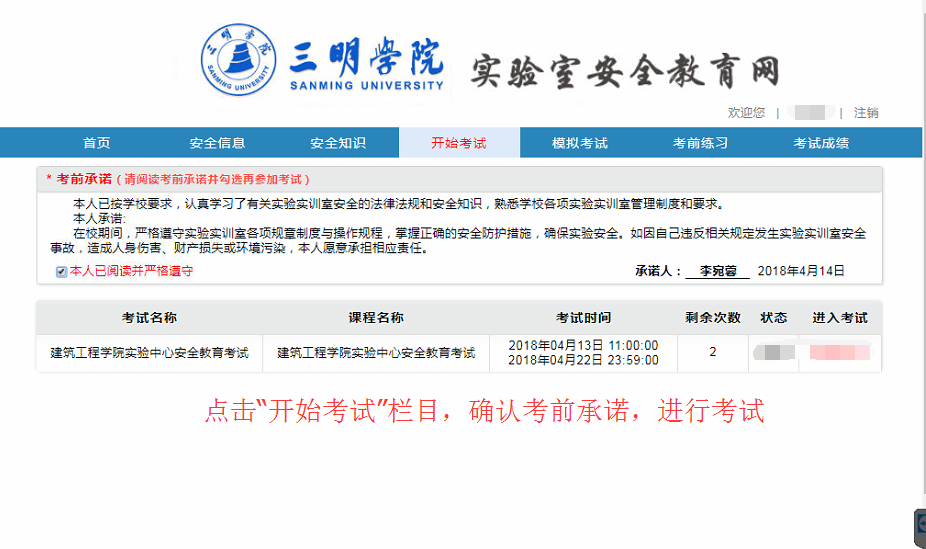 三明学院
SANMING UNIVERSITY
三明学院
SANMING UNIVERSITY
实验室安全教育网
欢迎您 | | 注销
首页 安全信息 安全知识 开始考试 模拟考试 考前练习 考试成绩
* 考前承诺 ( 请阅读考前承诺并勾选再参加考试 )
本人已按学校要求，认真学习了有关实验实训室安全的法律法规和安全知识，熟悉学校各项实验实训室管理制度和要求。
本人承诺:
在校期间，严格遵守实验实训室各项规章制度与操作规程，掌握正确的安全防护措施，确保实验安全。如因自己违反相关规定发生实验实训室安全
事故，造成人身伤害、财产损失或环境污染，本人愿意承担相应责任。
本人已阅读并严格遵守
承诺人： 李宛蓉 2018年4月14日
考试名称 课程名称 考试时间 剩余次数 状态 进入考试
建筑工程学院实验中心安全教育考试 建筑工程学院实验中心安全教育考试 2018年04月13日 11:00:00 2
2018年04月22日 23:59:00
点击“开始考试”栏目，确认考前承诺，进行考试